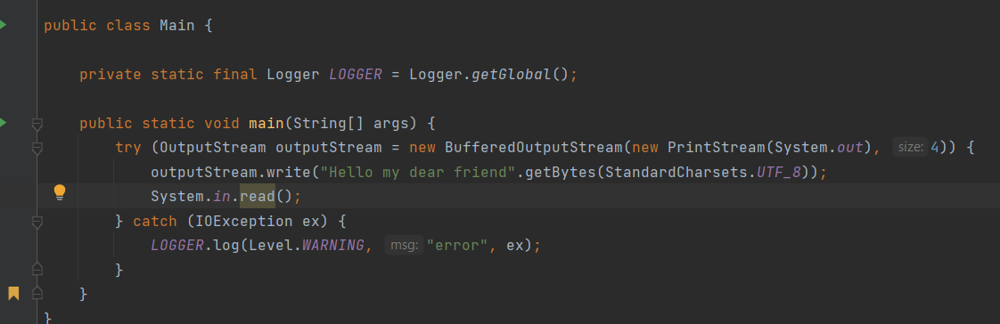 public class Main {
private static final Logger LOGGER = Logger.getGlobal();
public static void main(String[] args) {
try (OutputStream outputStream = new BufferedOutputStream(new PrintStream(System.out), size: 4)) {
outputStream.write("Hello my dear friend".getBytes(StandardCharsets.UTF_8));
System.in.read();
} catch (IOException ex) {
LOGGER.log(Level.WARNING, msg: "error", ex);
}
}
}